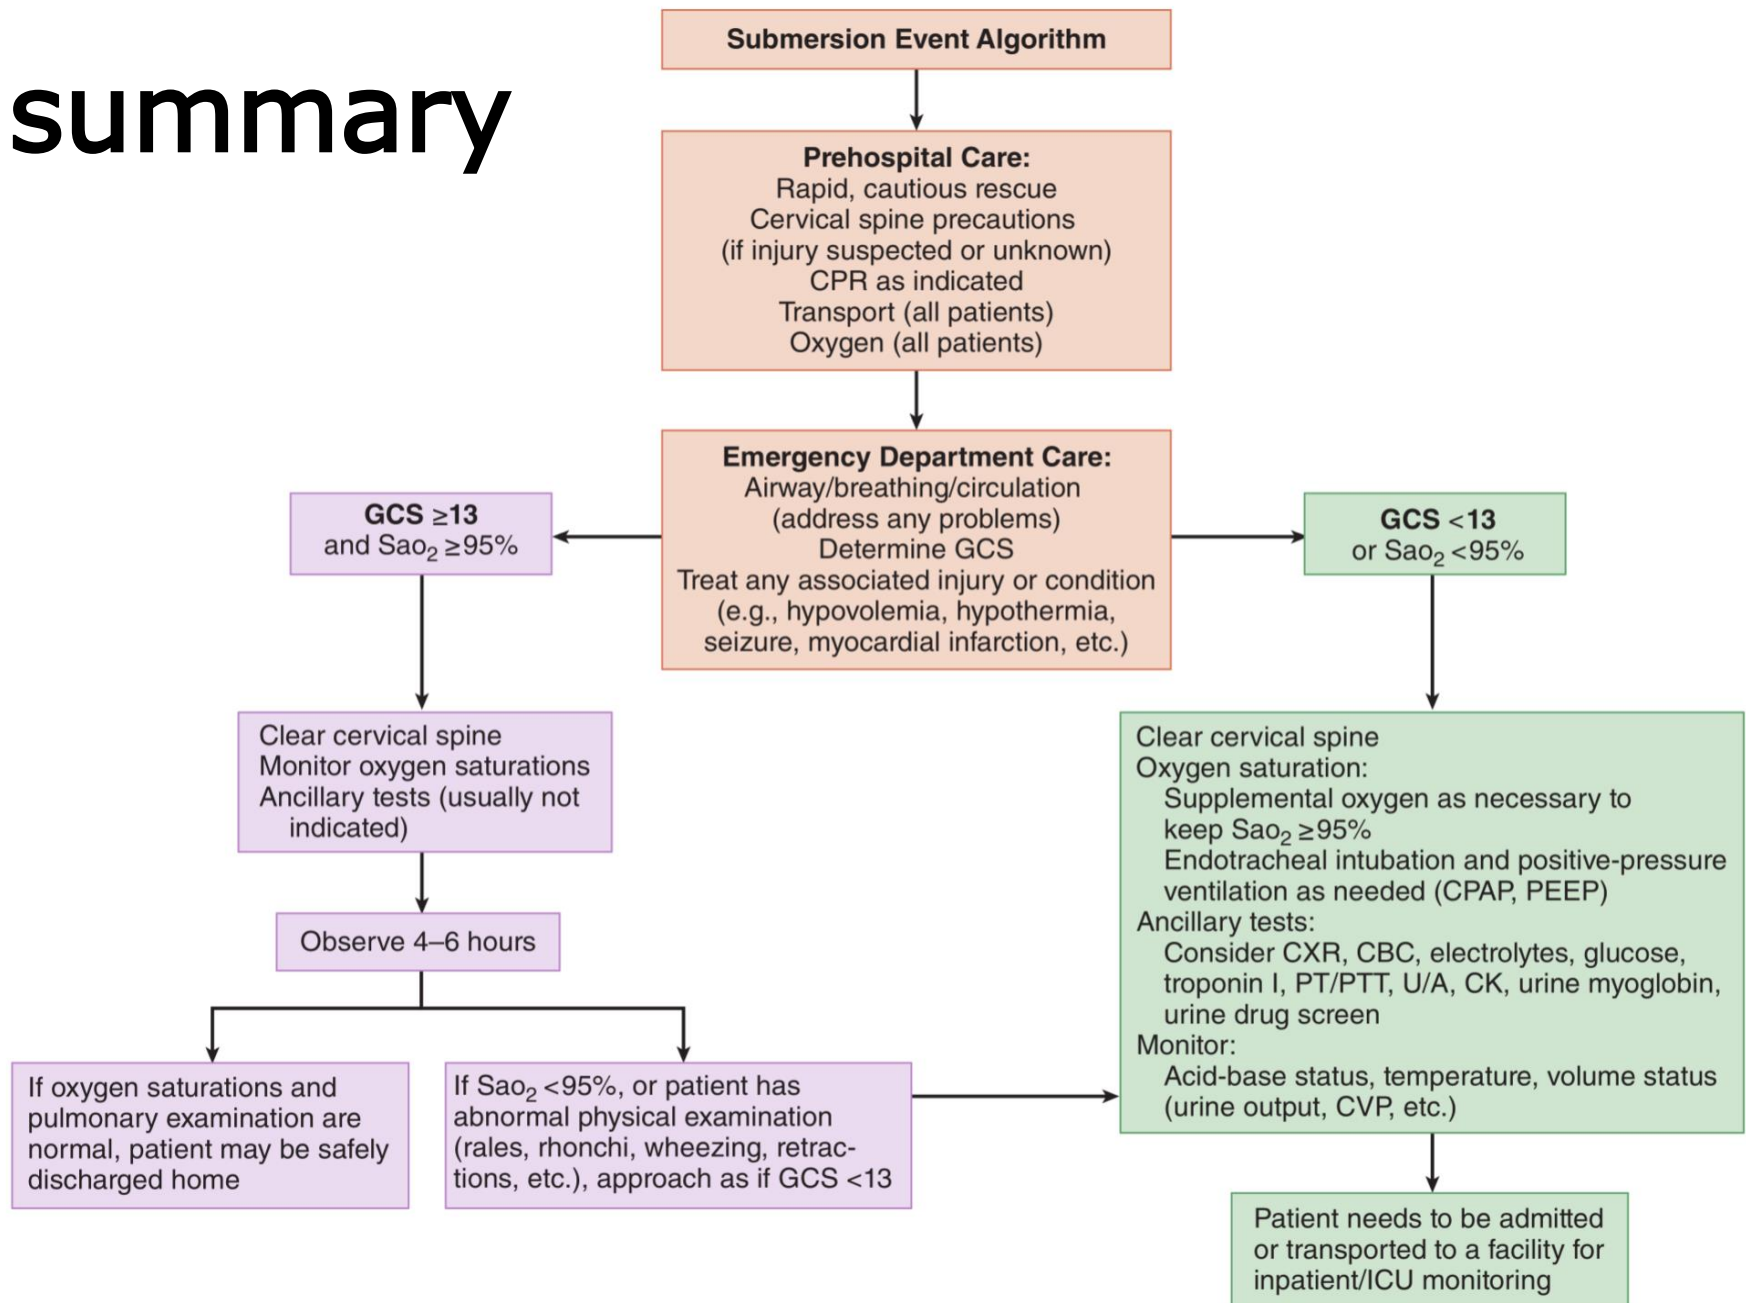 summary
Submersion Event Algorithm
Prehospital Care:
Rapid, cautious rescue
Cervical spine precautions
(if injury suspected or unknown)
CPR as indicated
Transport (all patients)
Oxygen (all patients)
Emergency Department Care:
Airway/breathing/circulation
(address any problems)
Determine GCS
Treat any associated injury or condition
(e.g., hypovolemia, hypothermia,
seizure, myocardial infarction, etc.)
GCS ≥13
and Sao₂ ≥95%
Clear cervical spine
Monitor oxygen saturations
Ancillary tests (usually not
indicated)
Observe 4–6 hours
If oxygen saturations and
pulmonary examination are
normal, patient may be safely
discharged home
If Sao₂ <95%, or patient has
abnormal physical examination
(rales, rhonchi, wheezing, retrac-
tions, etc.), approach as if GCS <13
GCS <13
or Sao₂ <95%
Clear cervical spine
Oxygen saturation:
Supplemental oxygen as necessary to
keep Sao₂ ≥95%
Endotracheal intubation and positive-pressure
ventilation as needed (CPAP, PEEP)
Ancillary tests:
Consider CXR, CBC, electrolytes, glucose,
troponin I, PT/PTT, U/A, CK, urine myoglobin,
urine drug screen
Monitor:
Acid-base status, temperature, volume status
(urine output, CVP, etc.)
Patient needs to be admitted
or transported to a facility for
inpatient/ICU monitoring